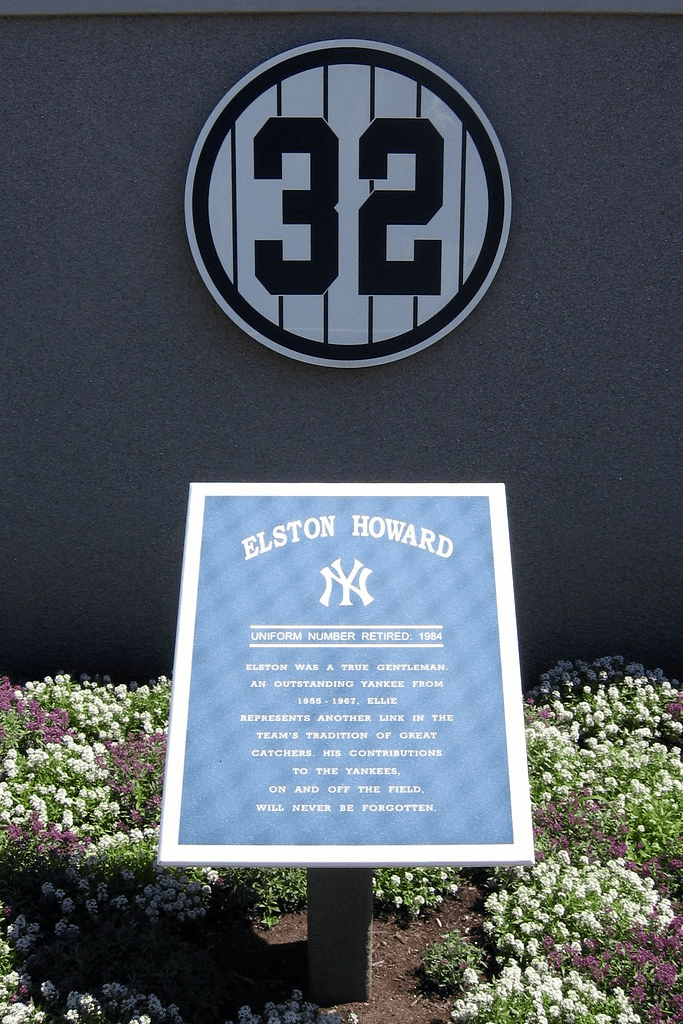 32
ELSTON HOWARD
NY
UNIFORM NUMBER RETIRED: 1984
ELSTON WAS A TRUE GENTLEMAN.
AN OUTSTANDING YANKEE FROM
1955 - 1967, ELLIE
REPRESENTS ANOTHER LINK IN THE
TEAM'S TRADITION OF GREAT
CATCHERS. HIS CONTRIBUTIONS
TO THE YANKEES,
ON AND OFF THE FIELD,
WILL NEVER BE FORGOTTEN.